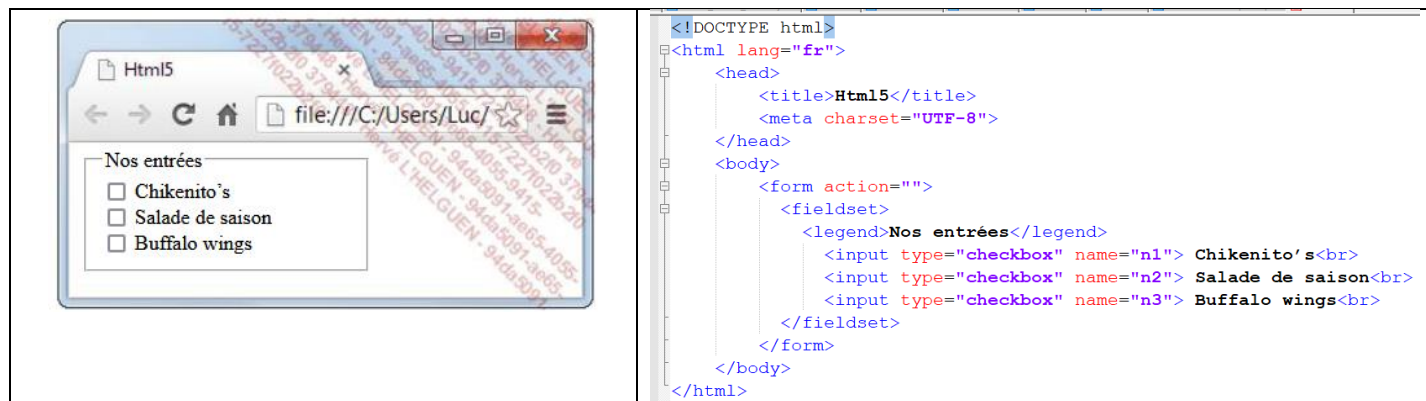 Html5
file:///C:/Users/Luc/
Nos entrées
Chikenito’s
Salade de saison
Buffalo wings
<!DOCTYPE html>
<html lang="fr">
<head>
<title>Html5</title>
<meta charset="UTF-8">
</head>
<body>
<form action="">
<fieldset>
<legend>Nos entrées</legend>
<input type="checkbox" name="n1"> Chikenito’s<br>
<input type="checkbox" name="n2"> Salade de saison<br>
<input type="checkbox" name="n3"> Buffalo wings<br>
</fieldset>
</form>
</body>
</html>